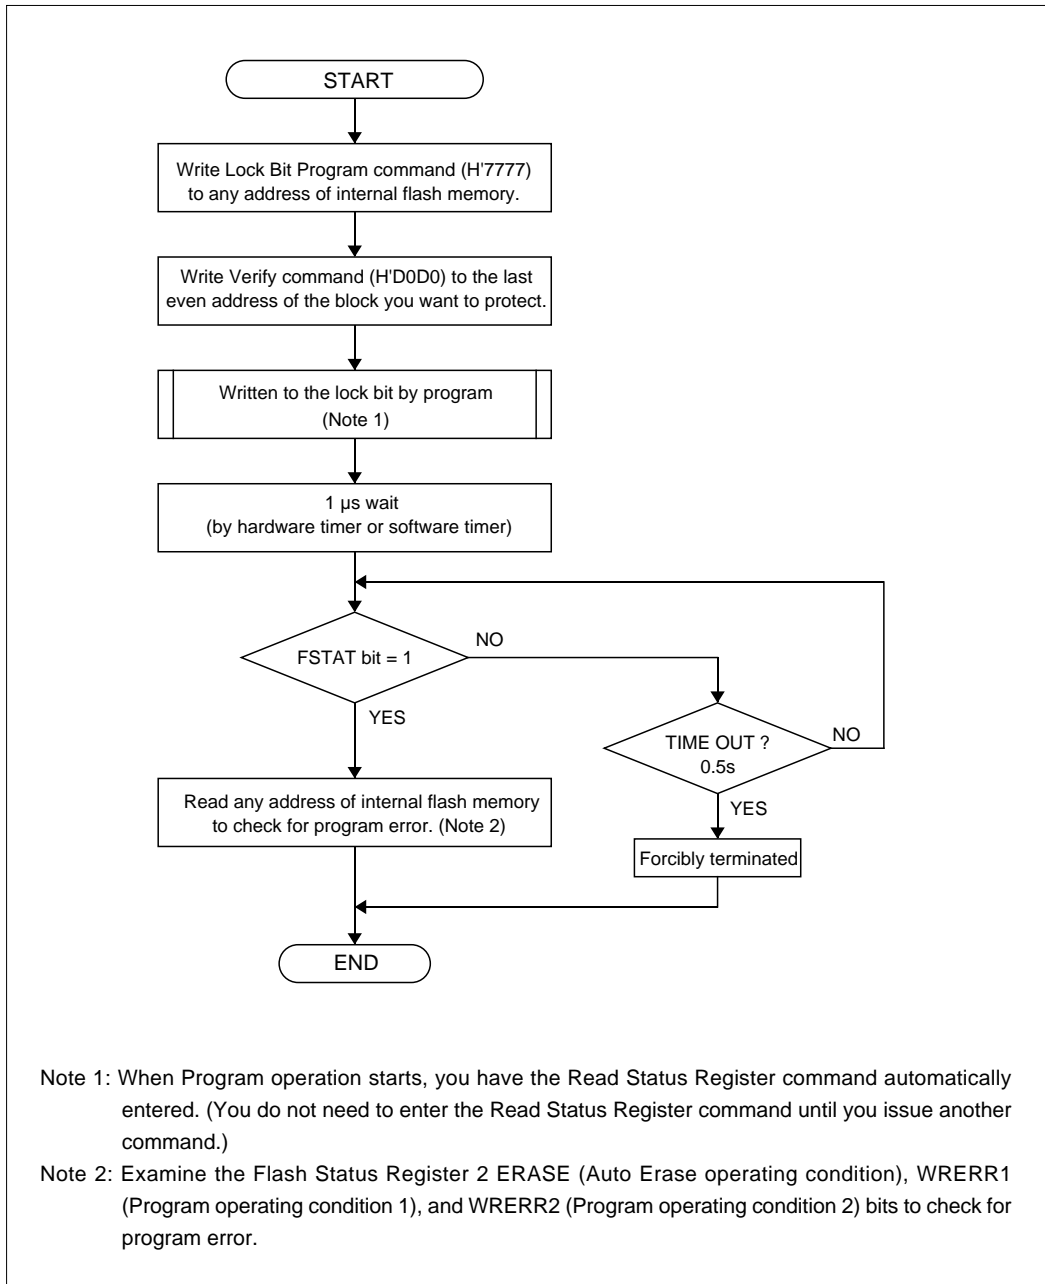 START
Write Lock Bit Program command (H'7777)
to any address of internal flash memory.
Write Verify command (H'D0D0) to the last
even address of the block you want to protect.
Written to the lock bit by program
(Note 1)
1 µs wait
(by hardware timer or software timer)
FSTAT bit = 1
NO
YES
TIME OUT ?
0.5s
NO
YES
Read any address of internal flash memory
to check for program error. (Note 2)
Forcibly terminated
END
Note 1: When Program operation starts, you have the Read Status Register command automatically
entered. (You do not need to enter the Read Status Register command until you issue another
command.)
Note 2: Examine the Flash Status Register 2 ERASE (Auto Erase operating condition), WRERR1
(Program operating condition 1), and WRERR2 (Program operating condition 2) bits to check for
program error.